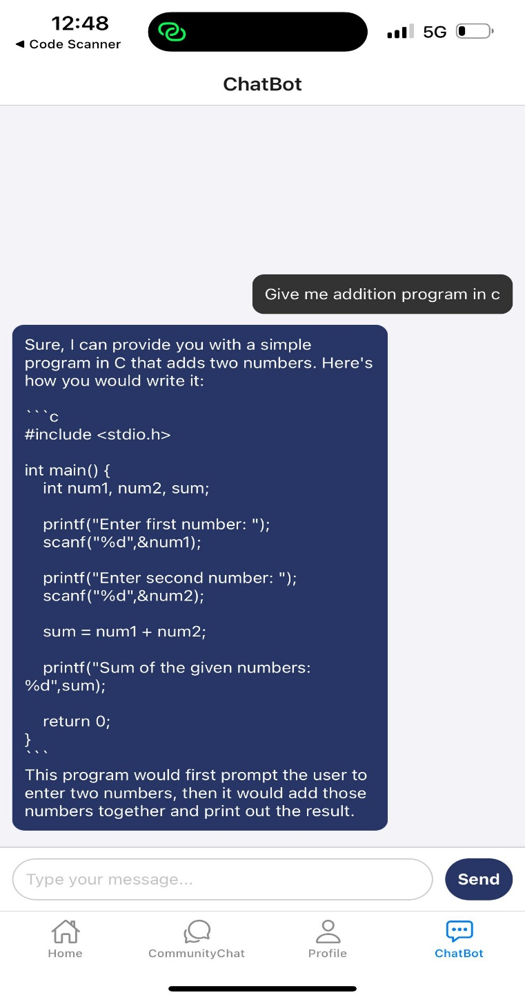 12:48
◀ Code Scanner
5G
ChatBot
Give me addition program in c
Sure, I can provide you with a simple
program in C that adds two numbers. Here's
how you would write it:
```c
#include <stdio.h>
int main() {
    int num1, num2, sum;
    printf("Enter first number: ");
    scanf("%d",&num1);
    printf("Enter second number: ");
    scanf("%d",&num2);
    sum = num1 + num2;
    printf("Sum of the given numbers:
%d",sum);
    return 0;
}
```
This program would first prompt the user to
enter two numbers, then it would add those
numbers together and print out the result.
Type your message...
Send
Home
CommunityChat
Profile
ChatBot